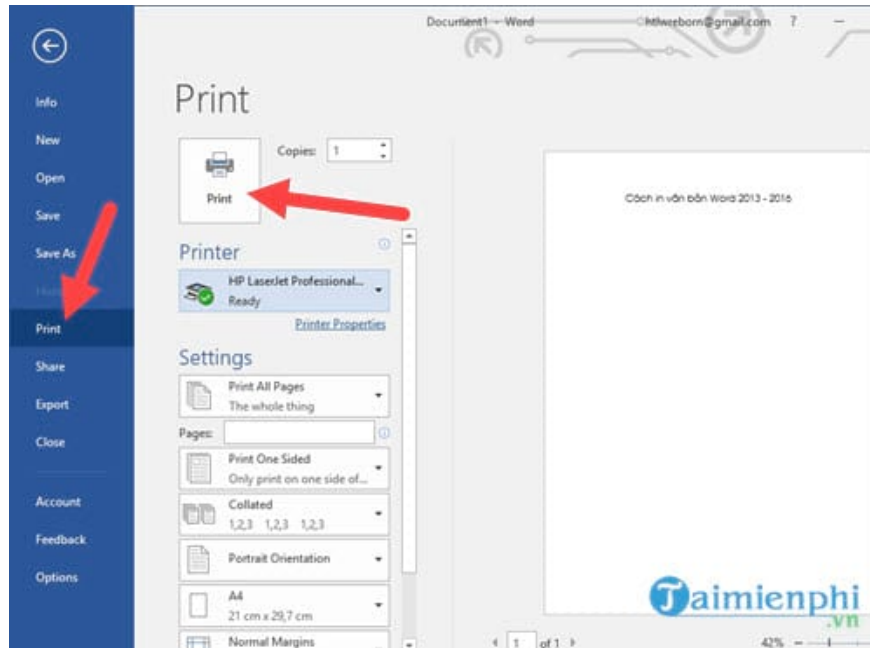 Document1 - Word
?
Info
New
Open
Save
Save As
Print
Share
Export
Close
Account
Feedback
Options
Print
Copies: 1
Print
Printer
HP LaserJet Professional...
Ready
Printer Properties
Settings
Print All Pages
The whole thing
Pages:
Print One Sided
Only print on one side of...
Collated
1,2,3 1,2,3 1,2,3
Portrait Orientation
A4
21 cm x 29,7 cm
Normal Margins
Cách in văn bản Word 2013 - 2016
1 of 1
42%
Taimienphi
.vn